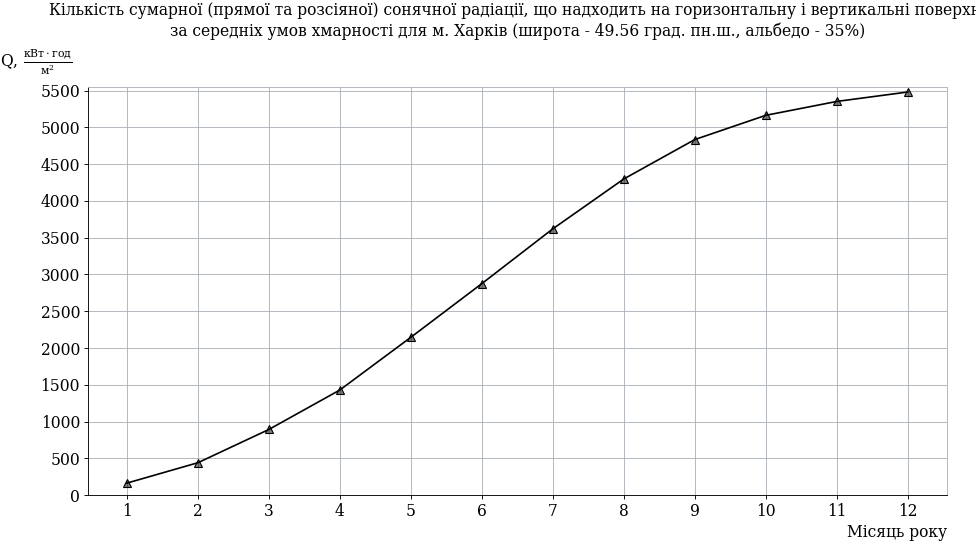 Кількість сумарної (прямої та розсіяної) сонячної радіації, що надходить на горизонтальну і вертикальні
за середніх умов хмарності для м. Харків (широта - 49.56 град. пн.ш., альбедо - 35%)
Q, кВт · год / м²
5500
5000
4500
4000
3500
3000
2500
2000
1500
1000
500
0
1 2 3 4 5 6 7 8 9 10 11 12
Місяць року